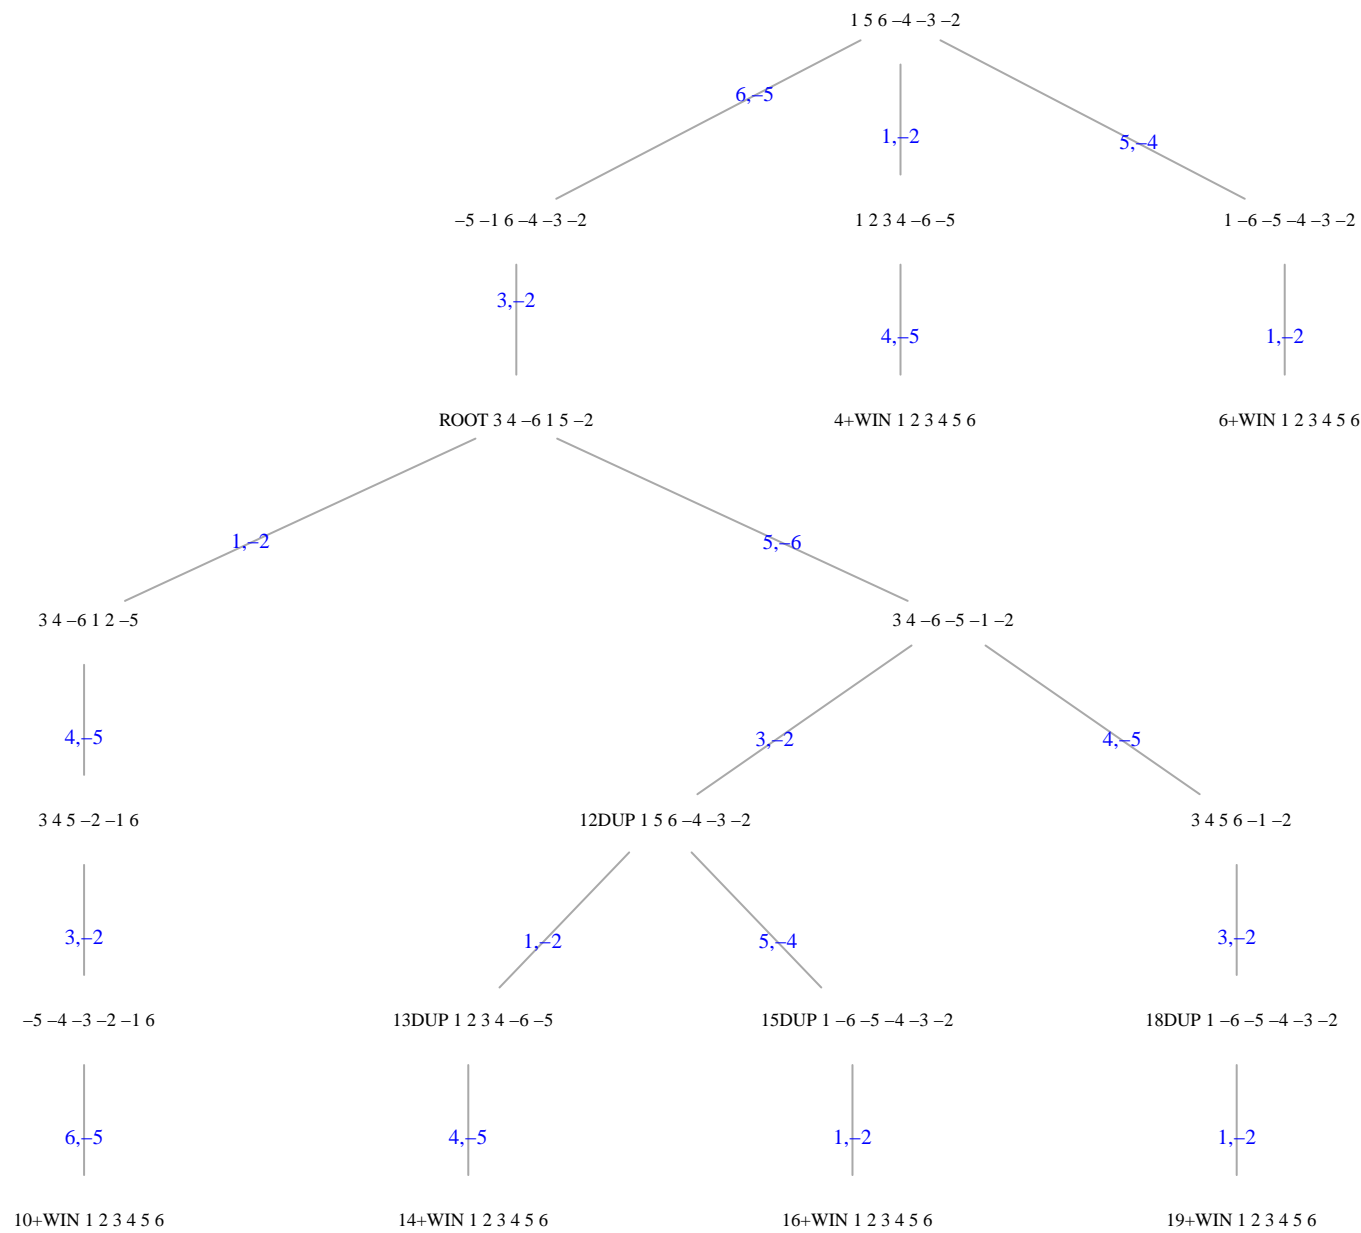 1 5 6 –4 –3 –2
6,–5
1,–2
5,–4
–5 –1 6 –4 –3 –2
1 2 3 4 –6 –5
1 –6 –5 –4 –3 –2
3,–2
4,–5
1,–2
ROOT 3 4 –6 1 5 –2
4+WIN 1 2 3 4 5 6
6+WIN 1 2 3 4 5 6
1,–2
5,–6
3 4 –6 1 2 –5
3 4 –6 –5 –1 –2
4,–5
3,–2
4,–5
3 4 5 –2 –1 6
12DUP 1 5 6 –4 –3 –2
3 4 5 6 –1 –2
3,–2
1,–2
5,–4
3,–2
–5 –4 –3 –2 –1 6
13DUP 1 2 3 4 –6 –5
15DUP 1 –6 –5 –4 –3 –2
18DUP 1 –6 –5 –4 –3 –2
6,–5
4,–5
1,–2
1,–2
10+WIN 1 2 3 4 5 6
14+WIN 1 2 3 4 5 6
16+WIN 1 2 3 4 5 6
19+WIN 1 2 3 4 5 6